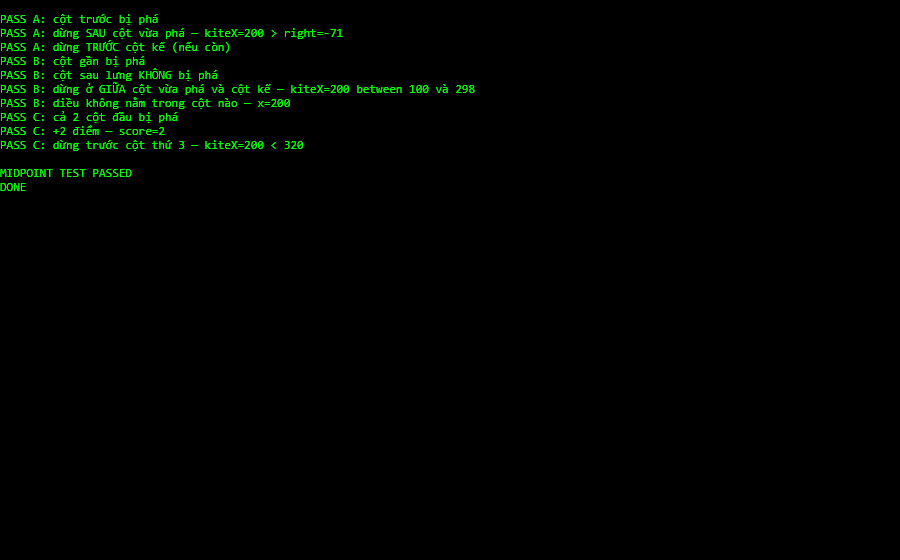 PASS A: cột trước bị phá
PASS A: dừng SAU cột vừa phá — kiteX=200 > right=-71
PASS A: dừng TRƯỚC cột kế (nếu còn)
PASS B: cột gần bị phá
PASS B: cột sau lưng KHÔNG bị phá
PASS B: dừng ở GIỮA cột vừa phá và cột kế — kiteX=200 between 100 và 298
PASS B: diều không nằm trong cột nào — x=200
PASS C: cả 2 cột đầu bị phá
PASS C: +2 điểm — score=2
PASS C: dừng trước cột thứ 3 — kiteX=200 < 320
MIDPOINT TEST PASSED
DONE